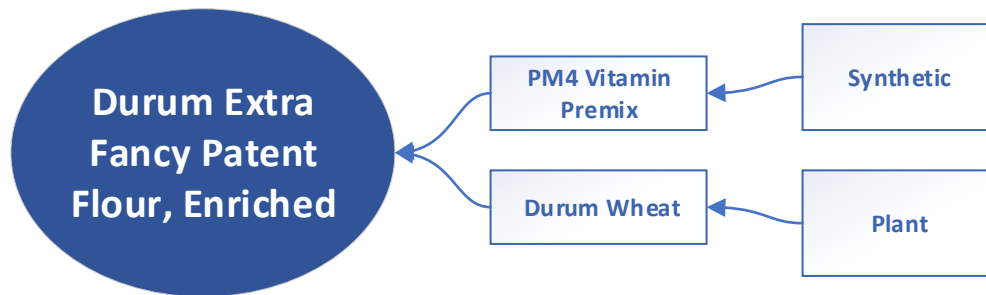 Durum Extra
Fancy Patent
Flour, Enriched
PM4 Vitamin
Premix
Synthetic
Durum Wheat
Plant